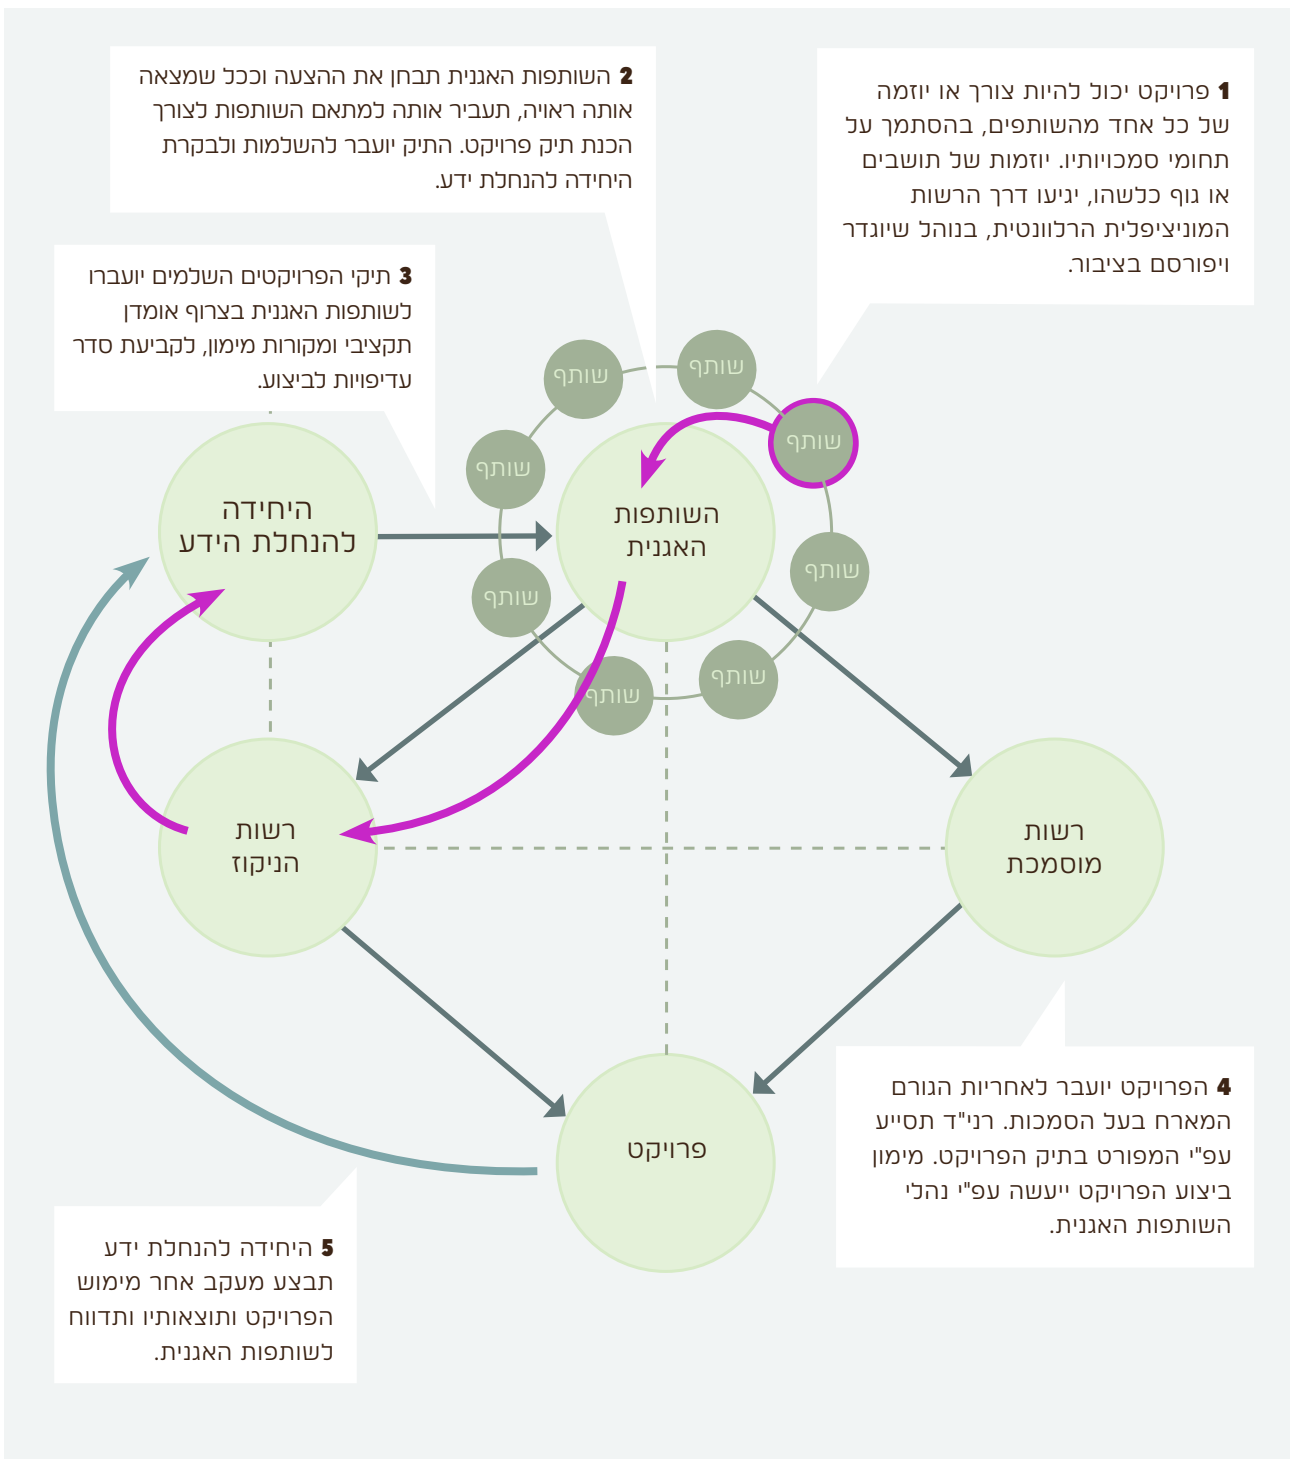 1 פרויקט יכול להיות צורך או יוזמה
של כל אחד מהשותפים, בהסתמך על
תחומי סמכויותיו. יוזמות של תושבים
או גוף כלשהו, יגיעו דרך הרשות
המוניציפלית הרלוונטית, בנוהל שיוגדר
ויפורסם בציבור.
2 השותפות האגנית תבחן את ההצעה וככל שמצאה
אותה ראויה, תעביר אותה למתאם השותפות לצורך
הכנת תיק פרויקט. התיק יועבר להשלמות ולבקרת
היחידה להנחלת ידע.
3 תיקי הפרויקטים השלמים יועברו
לשותפות האגנית בצרוף אומדן
תקציבי ומקורות מימון, לקביעת סדר
עדיפויות לביצוע.
שותף
שותף
שותף
שותף
שותף
שותף
שותף
שותף
השותפות
האגנית
היחידה
להנחלת הידע
רשות
מוסמכת
רשות
הניקוז
פרויקט
4 הפרויקט יועבר לאחריות הגורם
המארח בעל הסמכות. רני"ד תסייע
עפ"י המפורט בתיק הפרויקט. מימון
ביצוע הפרויקט ייעשה עפ"י נהלי
השותפות האגנית.
5 היחידה להנחלת ידע
תבצע מעקב אחר מימוש
הפרויקט ותוצאותיו ותדווח
לשותפות האגנית.